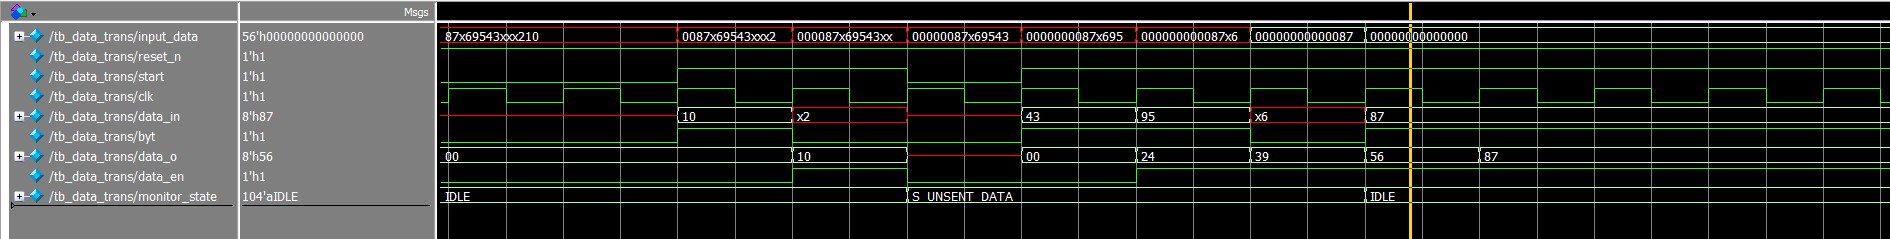 Msgs
/tb_data_trans/input_data 56'h00000000000000 87x69543xxx210 0087x69543xxx2 000087x69543xx 00000087x69543 0000000087x695 000000000087x6 00000000000087 00000000000000
/tb_data_trans/reset_n 1'h1
/tb_data_trans/start 1'h1
/tb_data_trans/clk 1'h1
/tb_data_trans/data_in 8'h87 10 x2 43 95 x6 87
/tb_data_trans/byt 1'h1
/tb_data_trans/data_o 8'h56 00 10 00 24 39 56 87
/tb_data_trans/data_en 1'h1
/tb_data_trans/monitor_state 104'aIDLE IDLE S_UNSENT_DATA IDLE